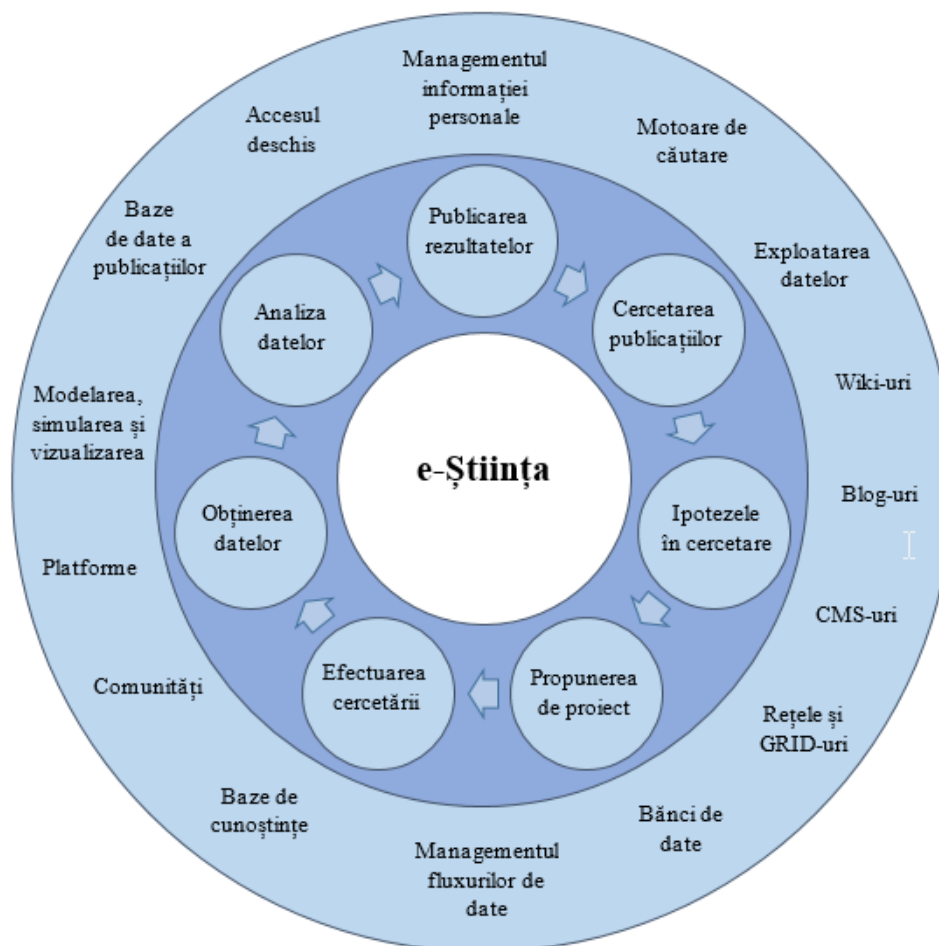 Managementul
informației
personale
Motoare de
căutare
Exploatarea
datelor
Wiki-uri
Blog-uri
CMS-uri
Rețele și
GRID-uri
Bănci de
date
Managementul
fluxurilor de
date
Baze de
cunoștințe
Comunități
Platforme
Modelarea,
simularea și
vizualizarea
Baze
de date a
publicațiilor
Accesul
deschis
Publicarea
rezultatelor
Cercetarea
publicațiilor
Ipotezele
în cercetare
Propunerea
de proiect
Efectuarea
cercetării
Obținerea
datelor
Analiza
datelor
e-Știința